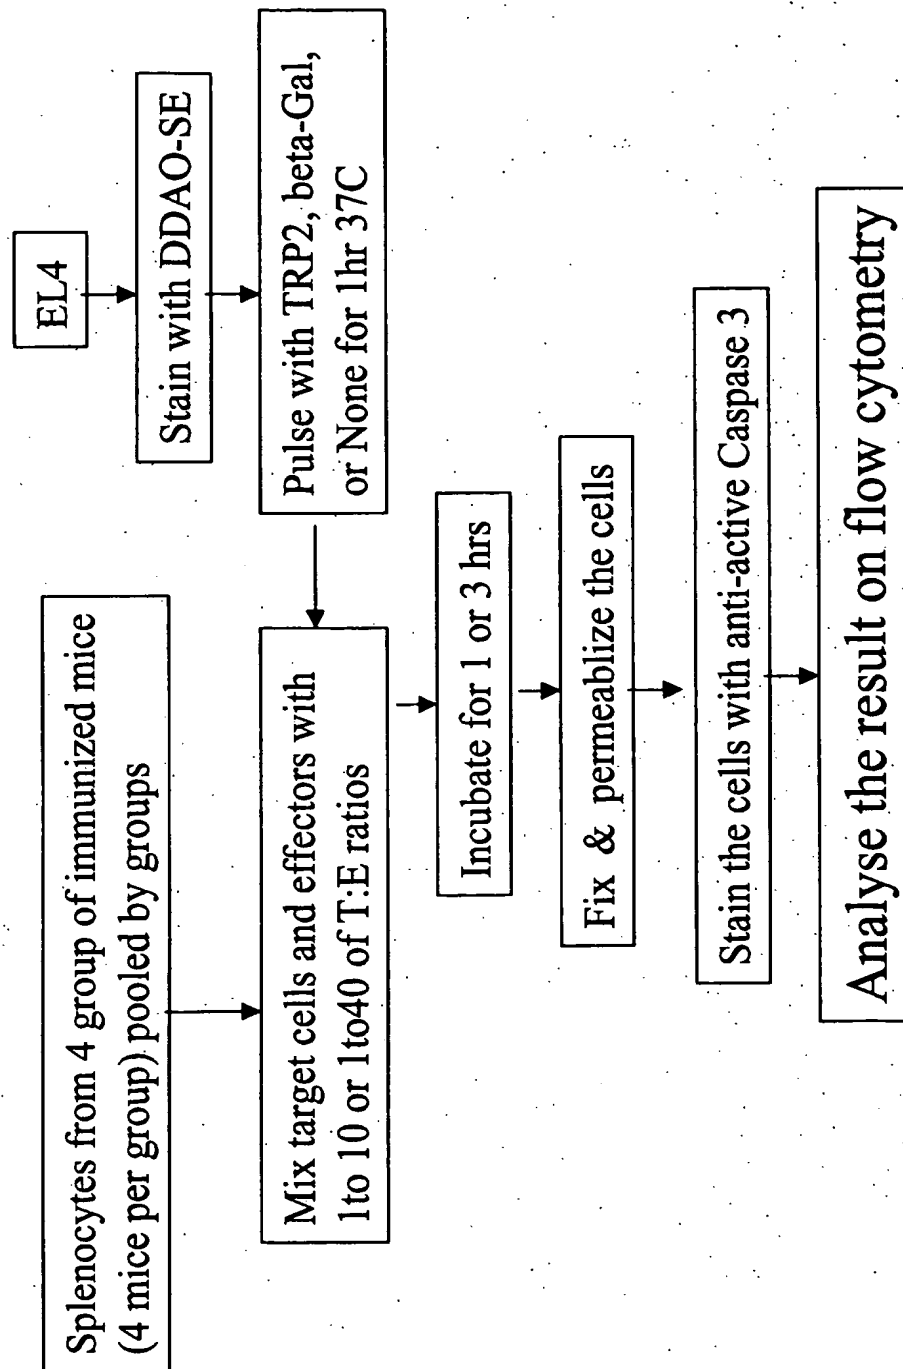 Splenocytes from 4 group of immunized mice
(4 mice per group) pooled by groups
EL4
Stain with DDAO-SE
Pulse with TRP2, beta-Gal,
or None for 1hr 37C
Mix target cells and effectors with
1to 10 or 1to40 of T:E ratios
Incubate for 1 or 3 hrs
Fix & permeablize the cells
Stain the cells with anti-active Caspase 3
Analyse the result on flow cytometry